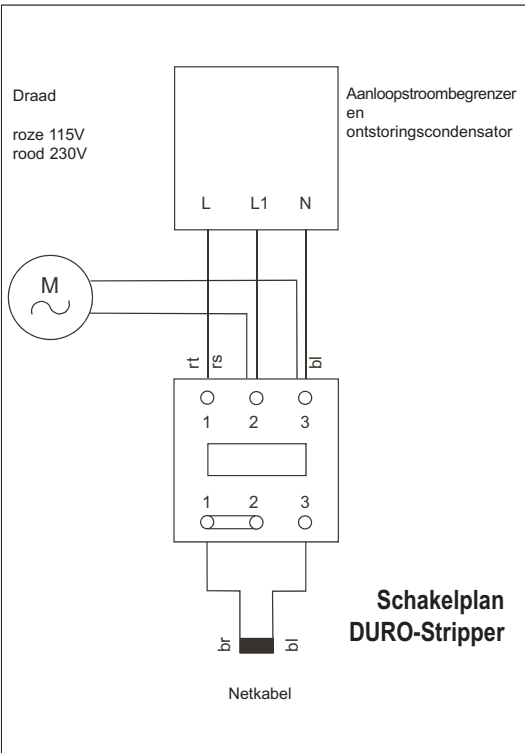 Draad
roze 115V
rood 230V
Aanloopstroombegrenzer
en
ontstoringscondensator
L L1 N
M
rt rs bl
1 2 3
1 2 3
Schakelplan
DURO-Stripper
br bl
Netkabel